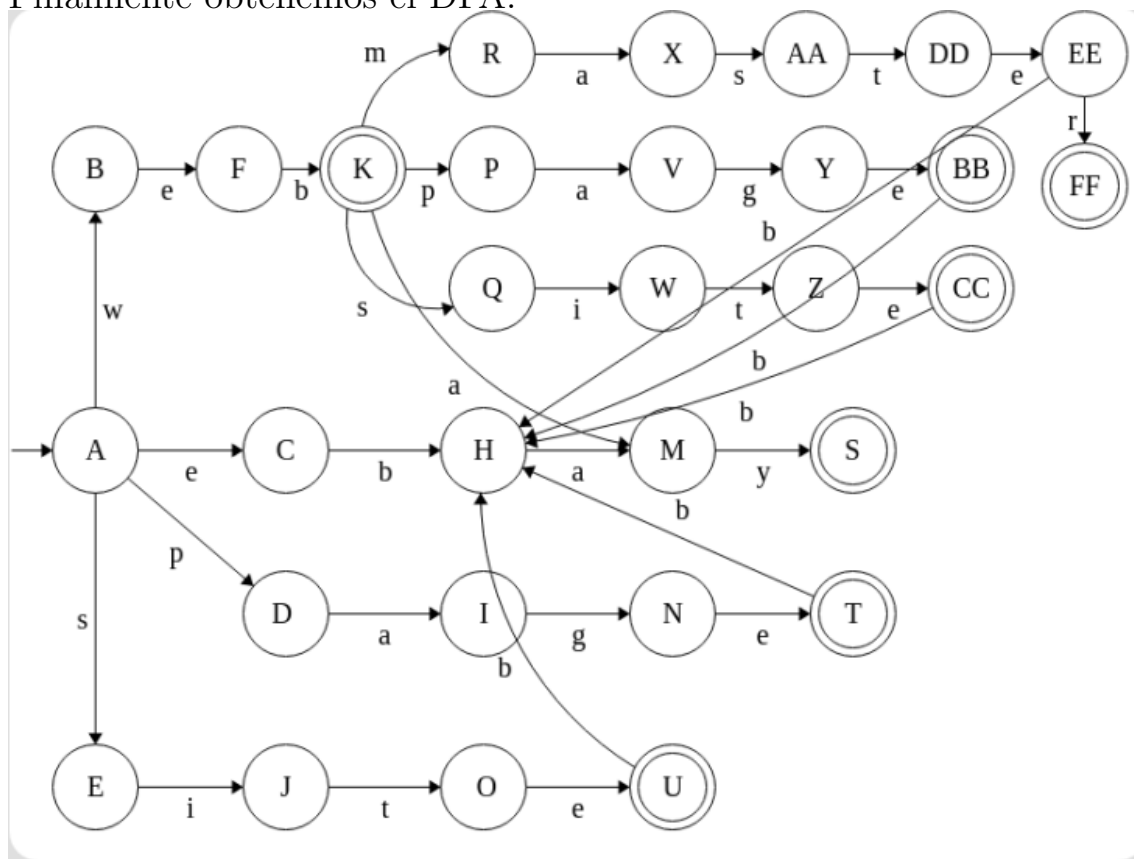 Finalmente obtenemos el DFA:
m R a X s AA t DD e EE
r
B e F b K p P a V g Y e BB FF
b
w s Q i W t Z e CC
b
a b
A e C b H a M y S
b
p
s D a I g N e T
b
E i J t O e U